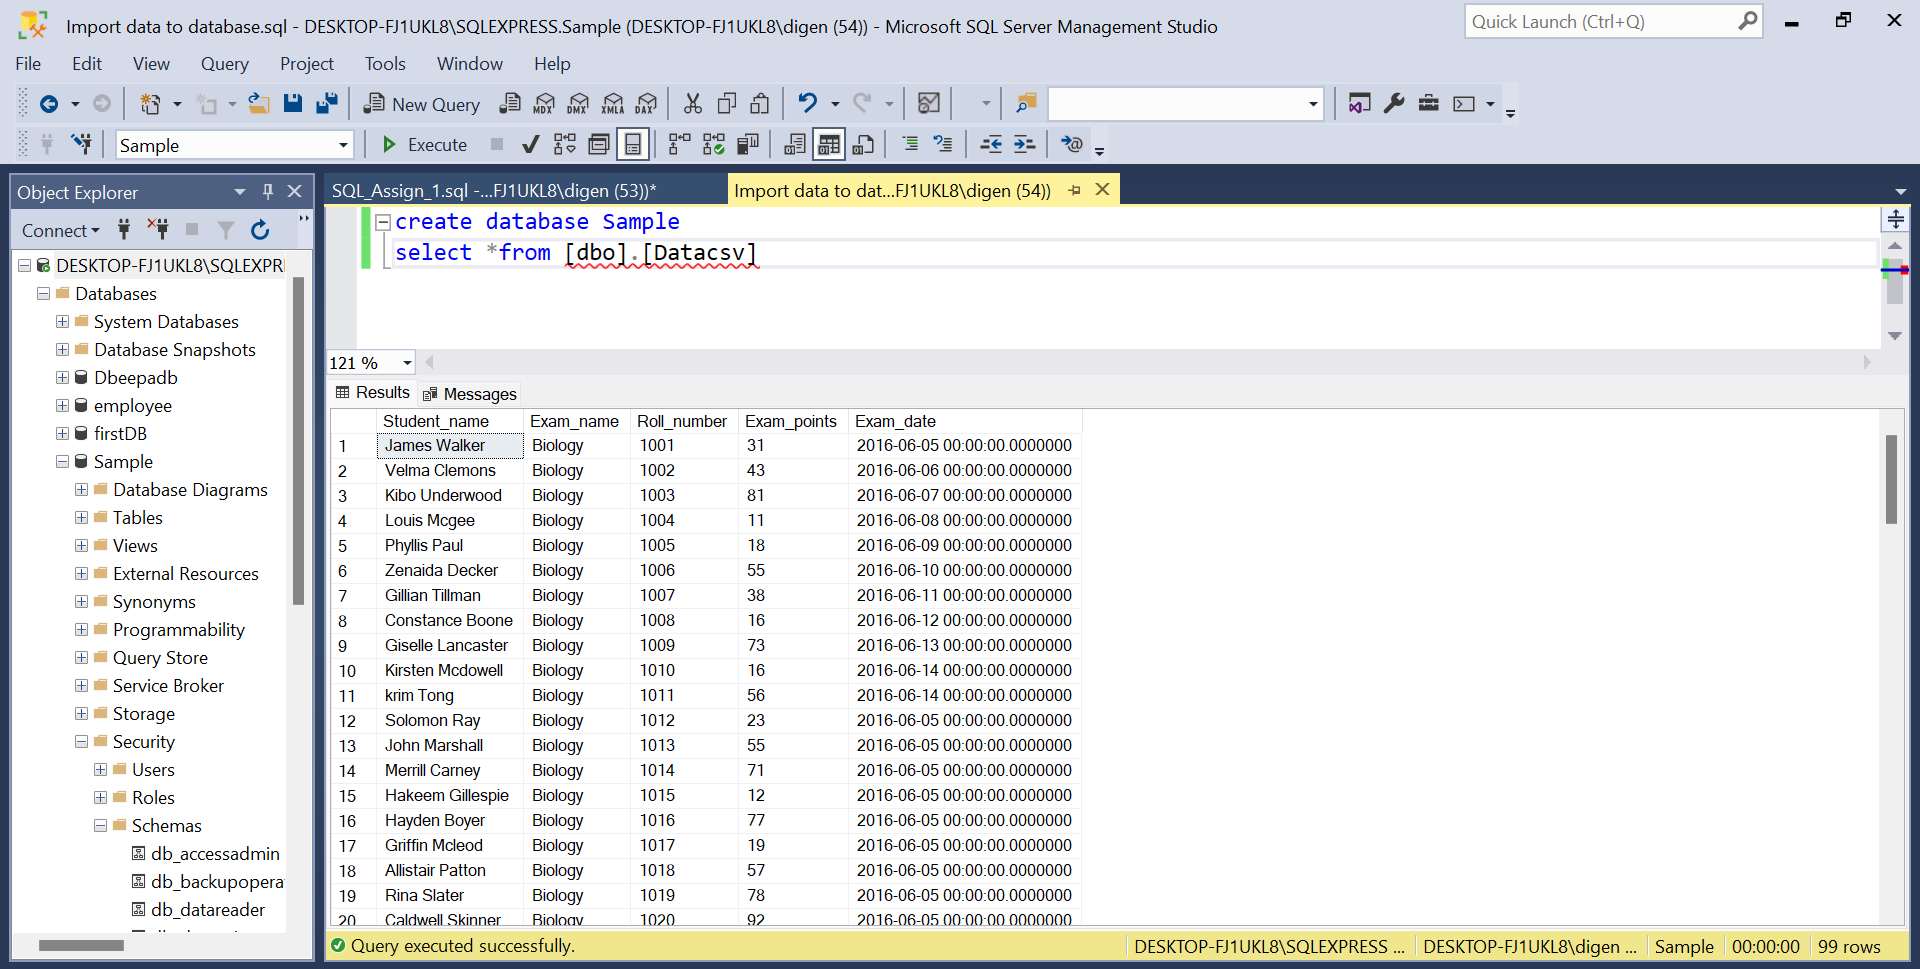 Import data to database.sql - DESKTOP-FJ1UKL8\SQLEXPRESS.Sample (DESKTOP-FJ1UKL8\digen (54)) - Microsoft SQL Server Management Studio
Quick Launch (Ctrl+Q)
File Edit View Query Project Tools Window Help
New Query MDX DMX XMLA DAX
Sample Execute
Object Explorer
SQL_Assign_1.sql -...FJ1UKL8\digen (53))* Import data to dat...FJ1UKL8\digen (54))
Connect
DESKTOP-FJ1UKL8\SQLEXPRI
Databases
System Databases
Database Snapshots
Dbeepadb
employee
firstDB
Sample
Database Diagrams
Tables
Views
External Resources
Synonyms
Programmability
Query Store
Service Broker
Storage
Security
Users
Roles
Schemas
db_accessadmin
db_backupopera
db_datareader
create database Sample
select *from [dbo].[Datacsv]
121 %
Results Messages
Student_name Exam_name Roll_number Exam_points Exam_date
1 James Walker Biology 1001 31 2016-06-05 00:00:00.0000000
2 Velma Clemons Biology 1002 43 2016-06-06 00:00:00.0000000
3 Kibo Underwood Biology 1003 81 2016-06-07 00:00:00.0000000
4 Louis Mcgee Biology 1004 11 2016-06-08 00:00:00.0000000
5 Phyllis Paul Biology 1005 18 2016-06-09 00:00:00.0000000
6 Zenaida Decker Biology 1006 55 2016-06-10 00:00:00.0000000
7 Gillian Tillman Biology 1007 38 2016-06-11 00:00:00.0000000
8 Constance Boone Biology 1008 16 2016-06-12 00:00:00.0000000
9 Giselle Lancaster Biology 1009 73 2016-06-13 00:00:00.0000000
10 Kirsten Mcdowell Biology 1010 16 2016-06-14 00:00:00.0000000
11 krim Tong Biology 1011 56 2016-06-14 00:00:00.0000000
12 Solomon Ray Biology 1012 23 2016-06-05 00:00:00.0000000
13 John Marshall Biology 1013 55 2016-06-05 00:00:00.0000000
14 Merrill Carney Biology 1014 71 2016-06-05 00:00:00.0000000
15 Hakeem Gillespie Biology 1015 12 2016-06-05 00:00:00.0000000
16 Hayden Boyer Biology 1016 77 2016-06-05 00:00:00.0000000
17 Griffin Mcleod Biology 1017 19 2016-06-05 00:00:00.0000000
18 Allistair Patton Biology 1018 57 2016-06-05 00:00:00.0000000
19 Rina Slater Biology 1019 78 2016-06-05 00:00:00.0000000
20 Caldwell Skinner Biology 1020 92 2016-06-05 00:00:00.0000000
Query executed successfully. DESKTOP-FJ1UKL8\SQLEXPRESS ... DESKTOP-FJ1UKL8\digen ... Sample 00:00:00 99 rows